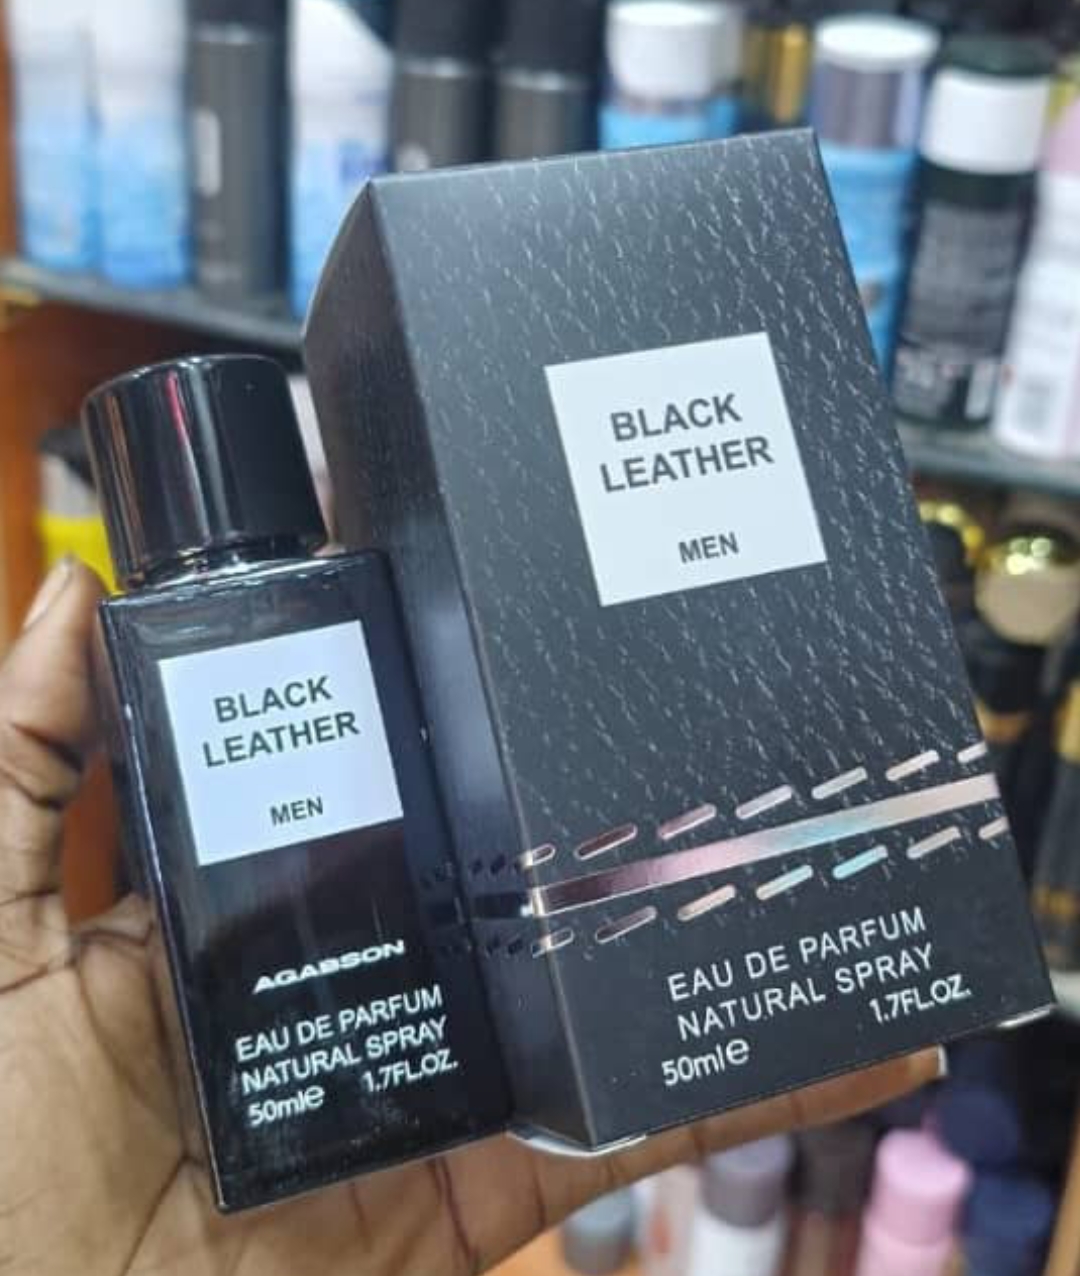 BLACK
LEATHER
MEN
AGABSON
EAU DE PARFUM
NATURAL SPRAY
50ml e 1.7FL.OZ.
BLACK
LEATHER
MEN
EAU DE PARFUM
NATURAL SPRAY
50ml e 1.7FL.OZ.